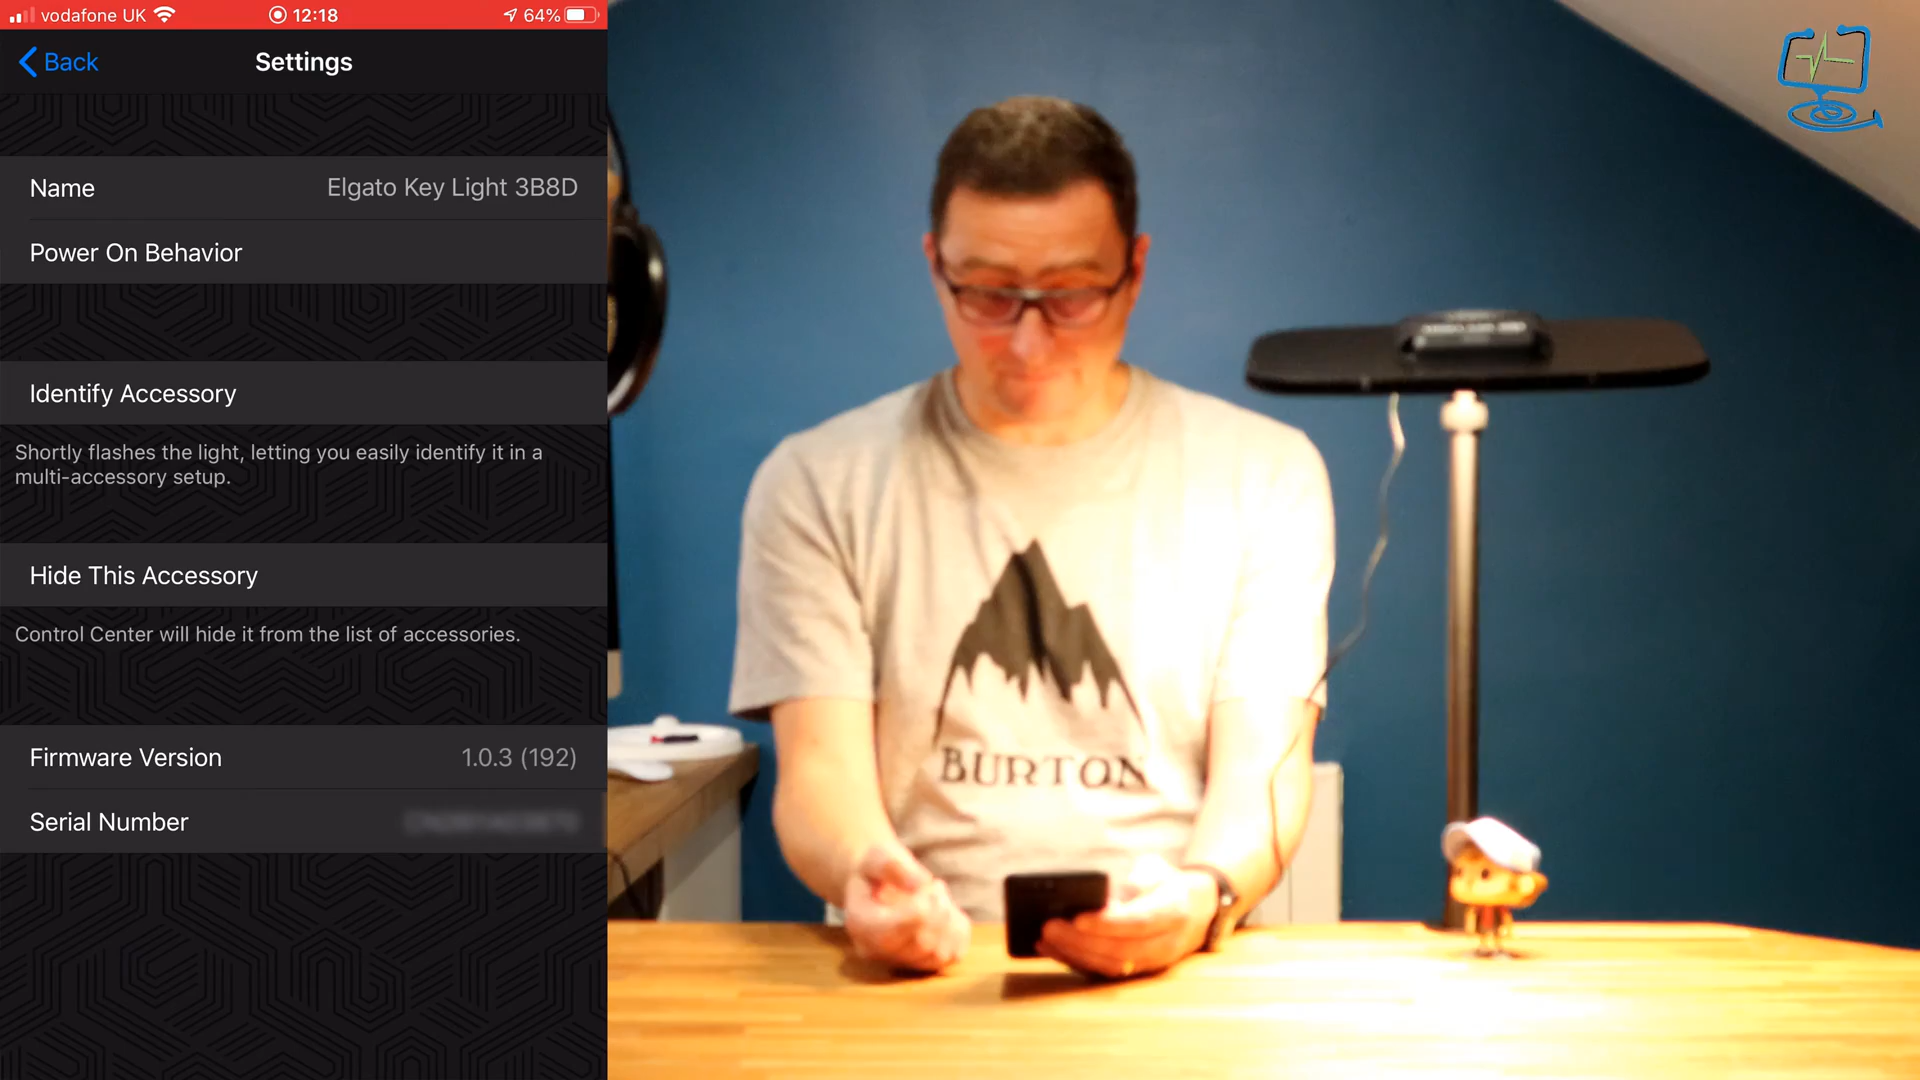 vodafone UK
12:18
64%
Back
Settings
Name
Elgato Key Light 3B8D
Power On Behavior
Identify Accessory
Shortly flashes the light, letting you easily identify it in a
multi-accessory setup.
Hide This Accessory
Control Center will hide it from the list of accessories.
Firmware Version
1.0.3 (192)
Serial Number
BURTON